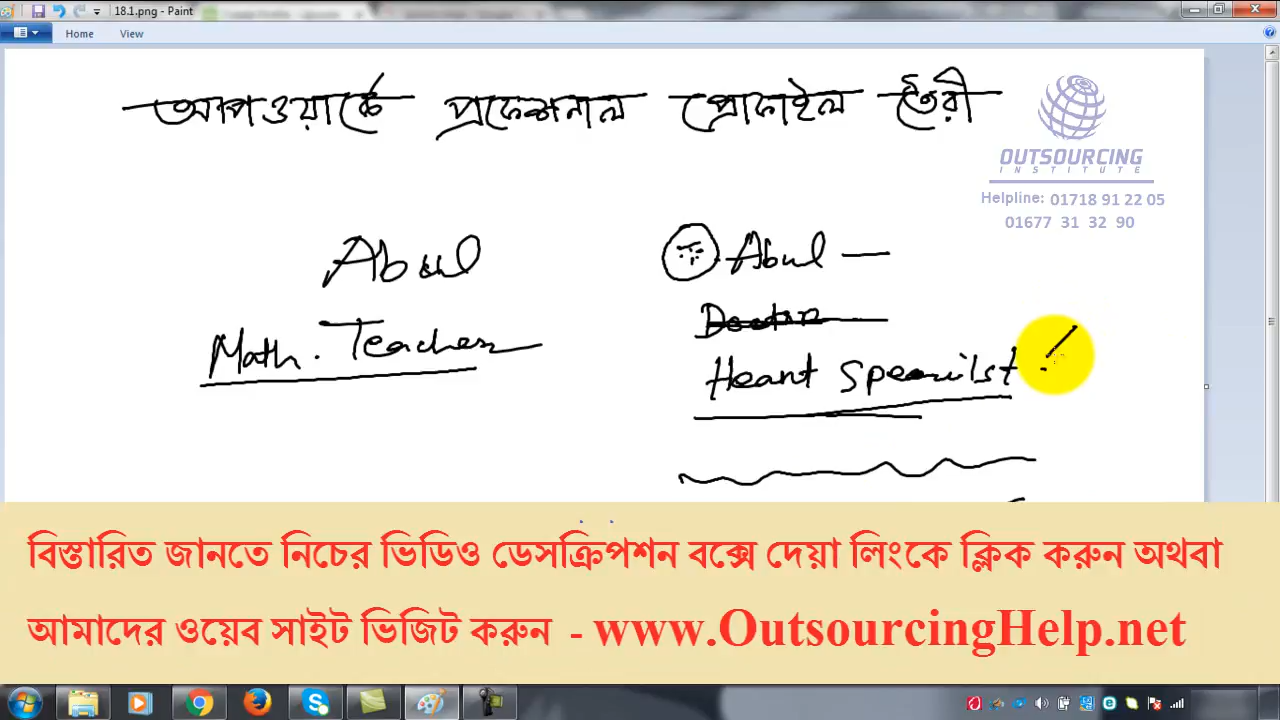 18.1.png - Paint
Home View
আপওয়ার্কে প্রফেশনাল প্রোফাইল তৈরী
OUTSOURCING
INSTITUTE
Helpline: 01718 91 22 05
01677 31 32 90
Abul
Math. Teacher
Abul
Doctor
Heart Specialist
বিস্তারিত জানতে নিচের ভিডিও ডেসক্রিপশন বক্সে দেয়া লিংকে ক্লিক করুন অথবা
আমাদের ওয়েব সাইট ভিজিট করুন - www.OutsourcingHelp.net